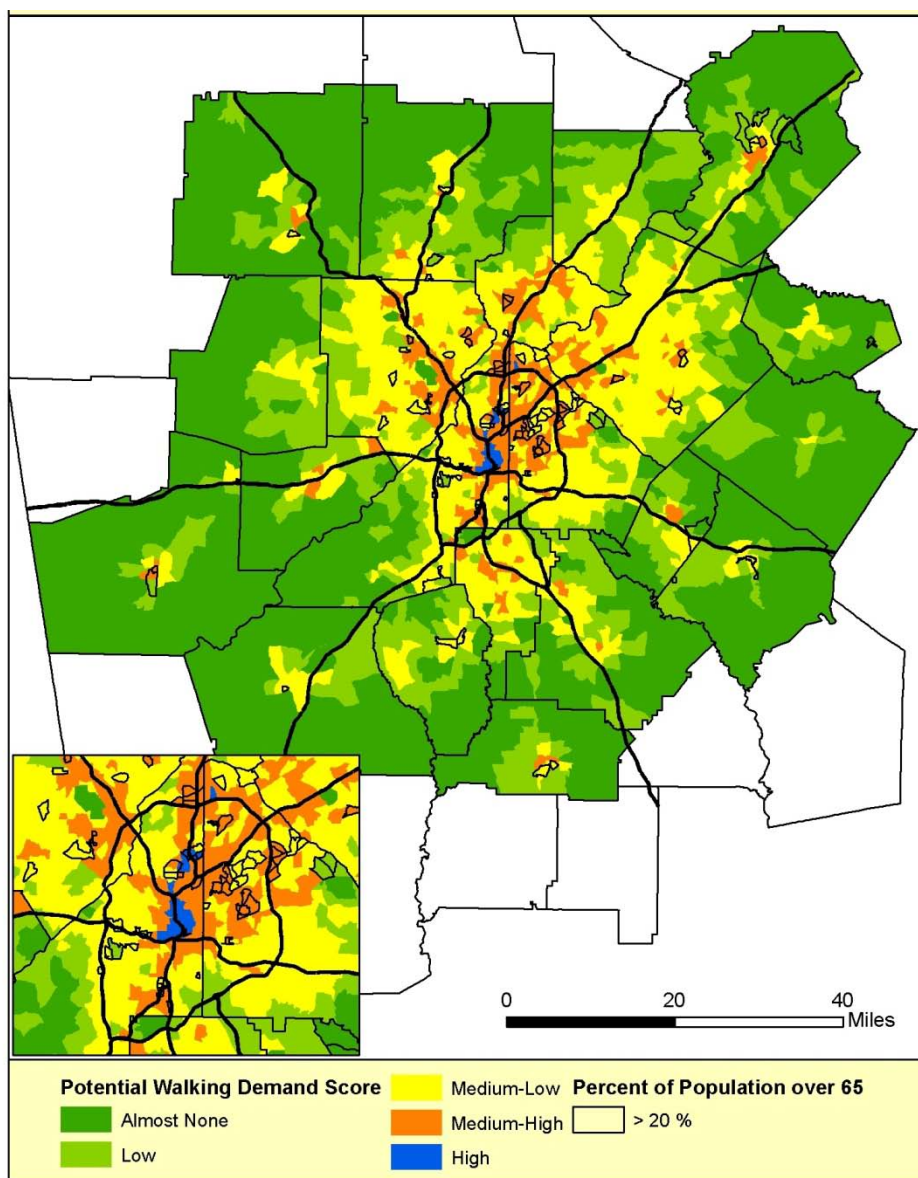 0 20 40
Miles
Potential Walking Demand Score
Almost None
Low
Medium-Low
Medium-High
High
Percent of Population over 65
> 20 %